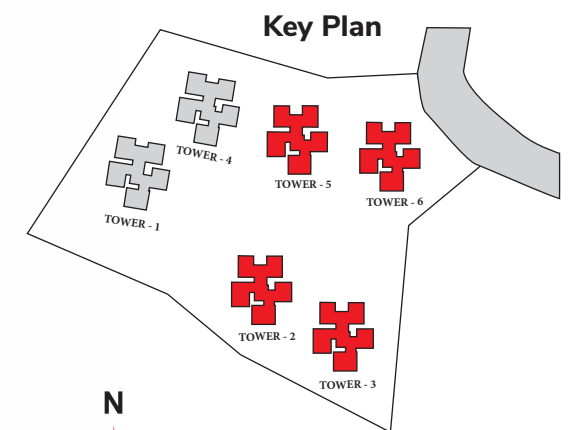 Key Plan
TOWER - 4
TOWER - 5
TOWER - 6
TOWER - 1
TOWER - 2
TOWER - 3
N